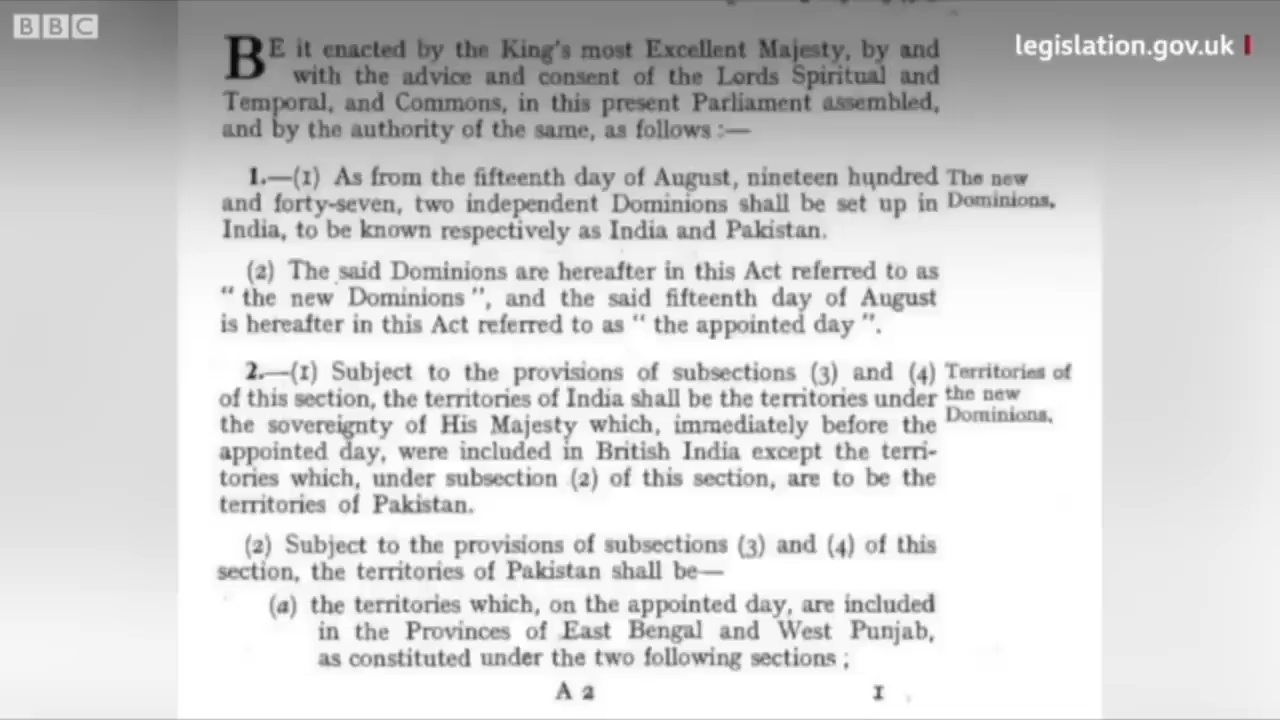 BBC
legislation.gov.uk
BE it enacted by the King's most Excellent Majesty, by and
with the advice and consent of the Lords Spiritual and
Temporal, and Commons, in this present Parliament assembled,
and by the authority of the same, as follows :—
1.—(1) As from the fifteenth day of August, nineteen hundred
and forty-seven, two independent Dominions shall be set up in
India, to be known respectively as India and Pakistan.
The new
Dominions.
(2) The said Dominions are hereafter in this Act referred to as
" the new Dominions ", and the said fifteenth day of August
is hereafter in this Act referred to as " the appointed day ".
2.—(1) Subject to the provisions of subsections (3) and (4)
of this section, the territories of India shall be the territories under
the sovereignty of His Majesty which, immediately before the
appointed day, were included in British India except the terri-
tories which, under subsection (2) of this section, are to be the
territories of Pakistan.
Territories of
the new
Dominions.
(2) Subject to the provisions of subsections (3) and (4) of this
section, the territories of Pakistan shall be—
(a) the territories which, on the appointed day, are included
in the Provinces of East Bengal and West Punjab,
as constituted under the two following sections ;
A 2 1